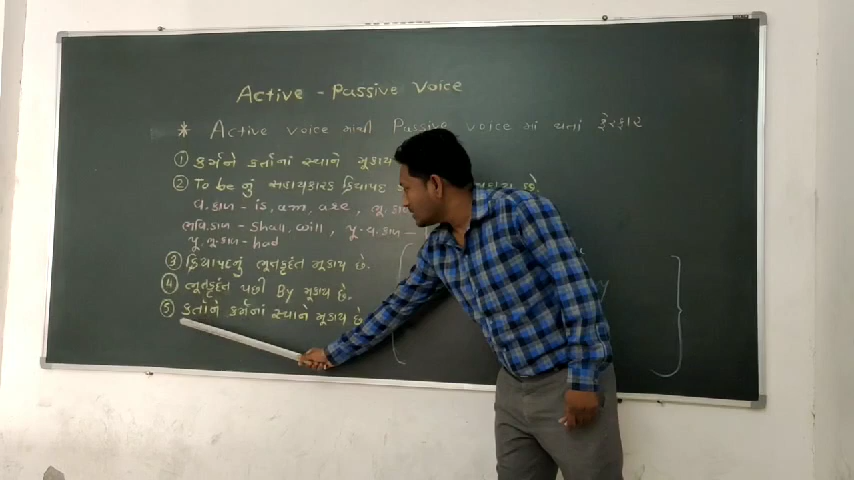 Active - Passive Voice
* Active voice માંથી Passive voice માં થતાં ફેરફાર
① કર્મને કર્તાનાં સ્થાને મૂકાય
② To be નું સહાયકારક ક્રિયાપદ મૂકાય છે.
વ.કાળ - is, am, are, ભૂ.કાળ
ભવિ.કાળ - shall, will, પૂ.વ.કાળ -
પૂ.ભૂ.કાળ - had
③ ક્રિયાપદનું ભૂતકૃદંત મૂકાય છે.
④ ભૂતકૃદંત પછી By મૂકાય છે.
⑤ કર્તાને કર્મનાં સ્થાને મૂકાય છે